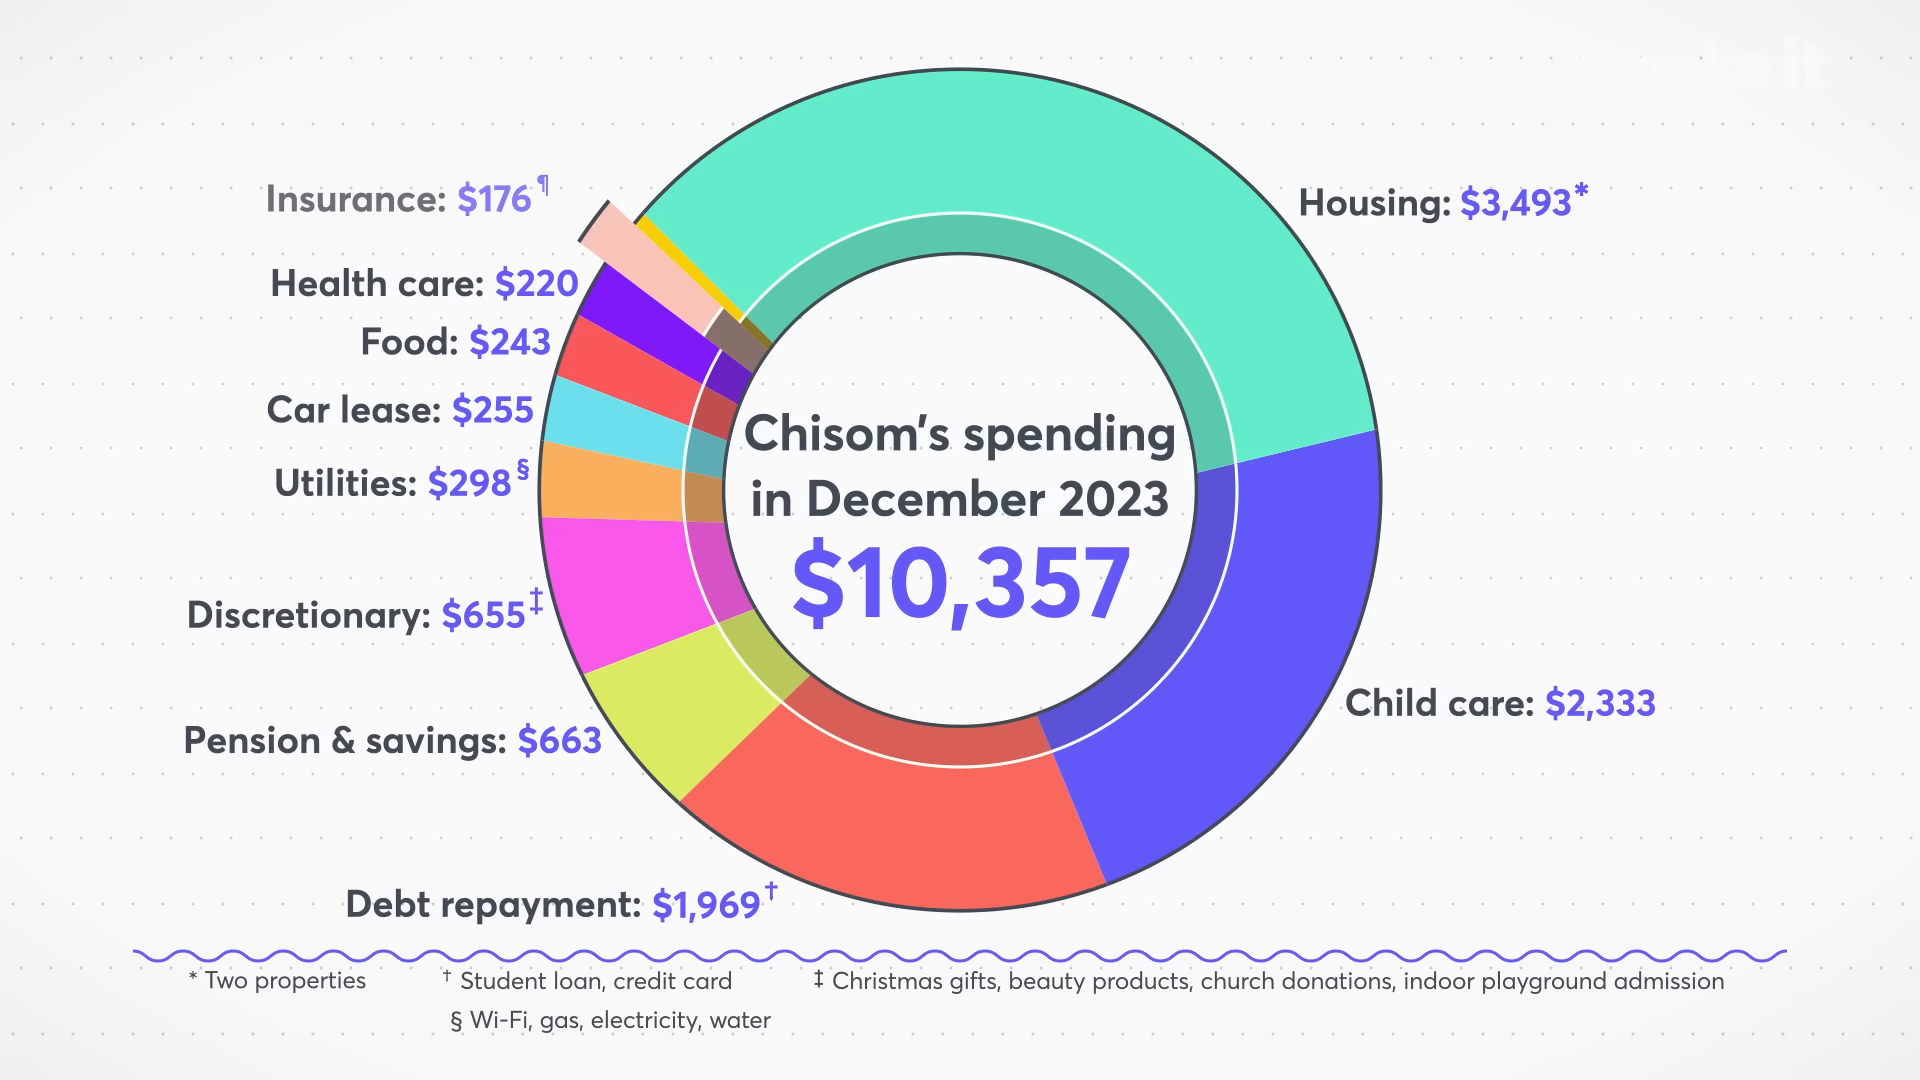 make it
Insurance: $176¶
Housing: $3,493*
Health care: $220
Food: $243
Car lease: $255
Utilities: $298§
Chisom's spending
in December 2023
$10,357
Discretionary: $655‡
Child care: $2,333
Pension & savings: $663
Debt repayment: $1,969†
* Two properties † Student loan, credit card ‡ Christmas gifts, beauty products, church donations, indoor playground admission
§ Wi-Fi, gas, electricity, water